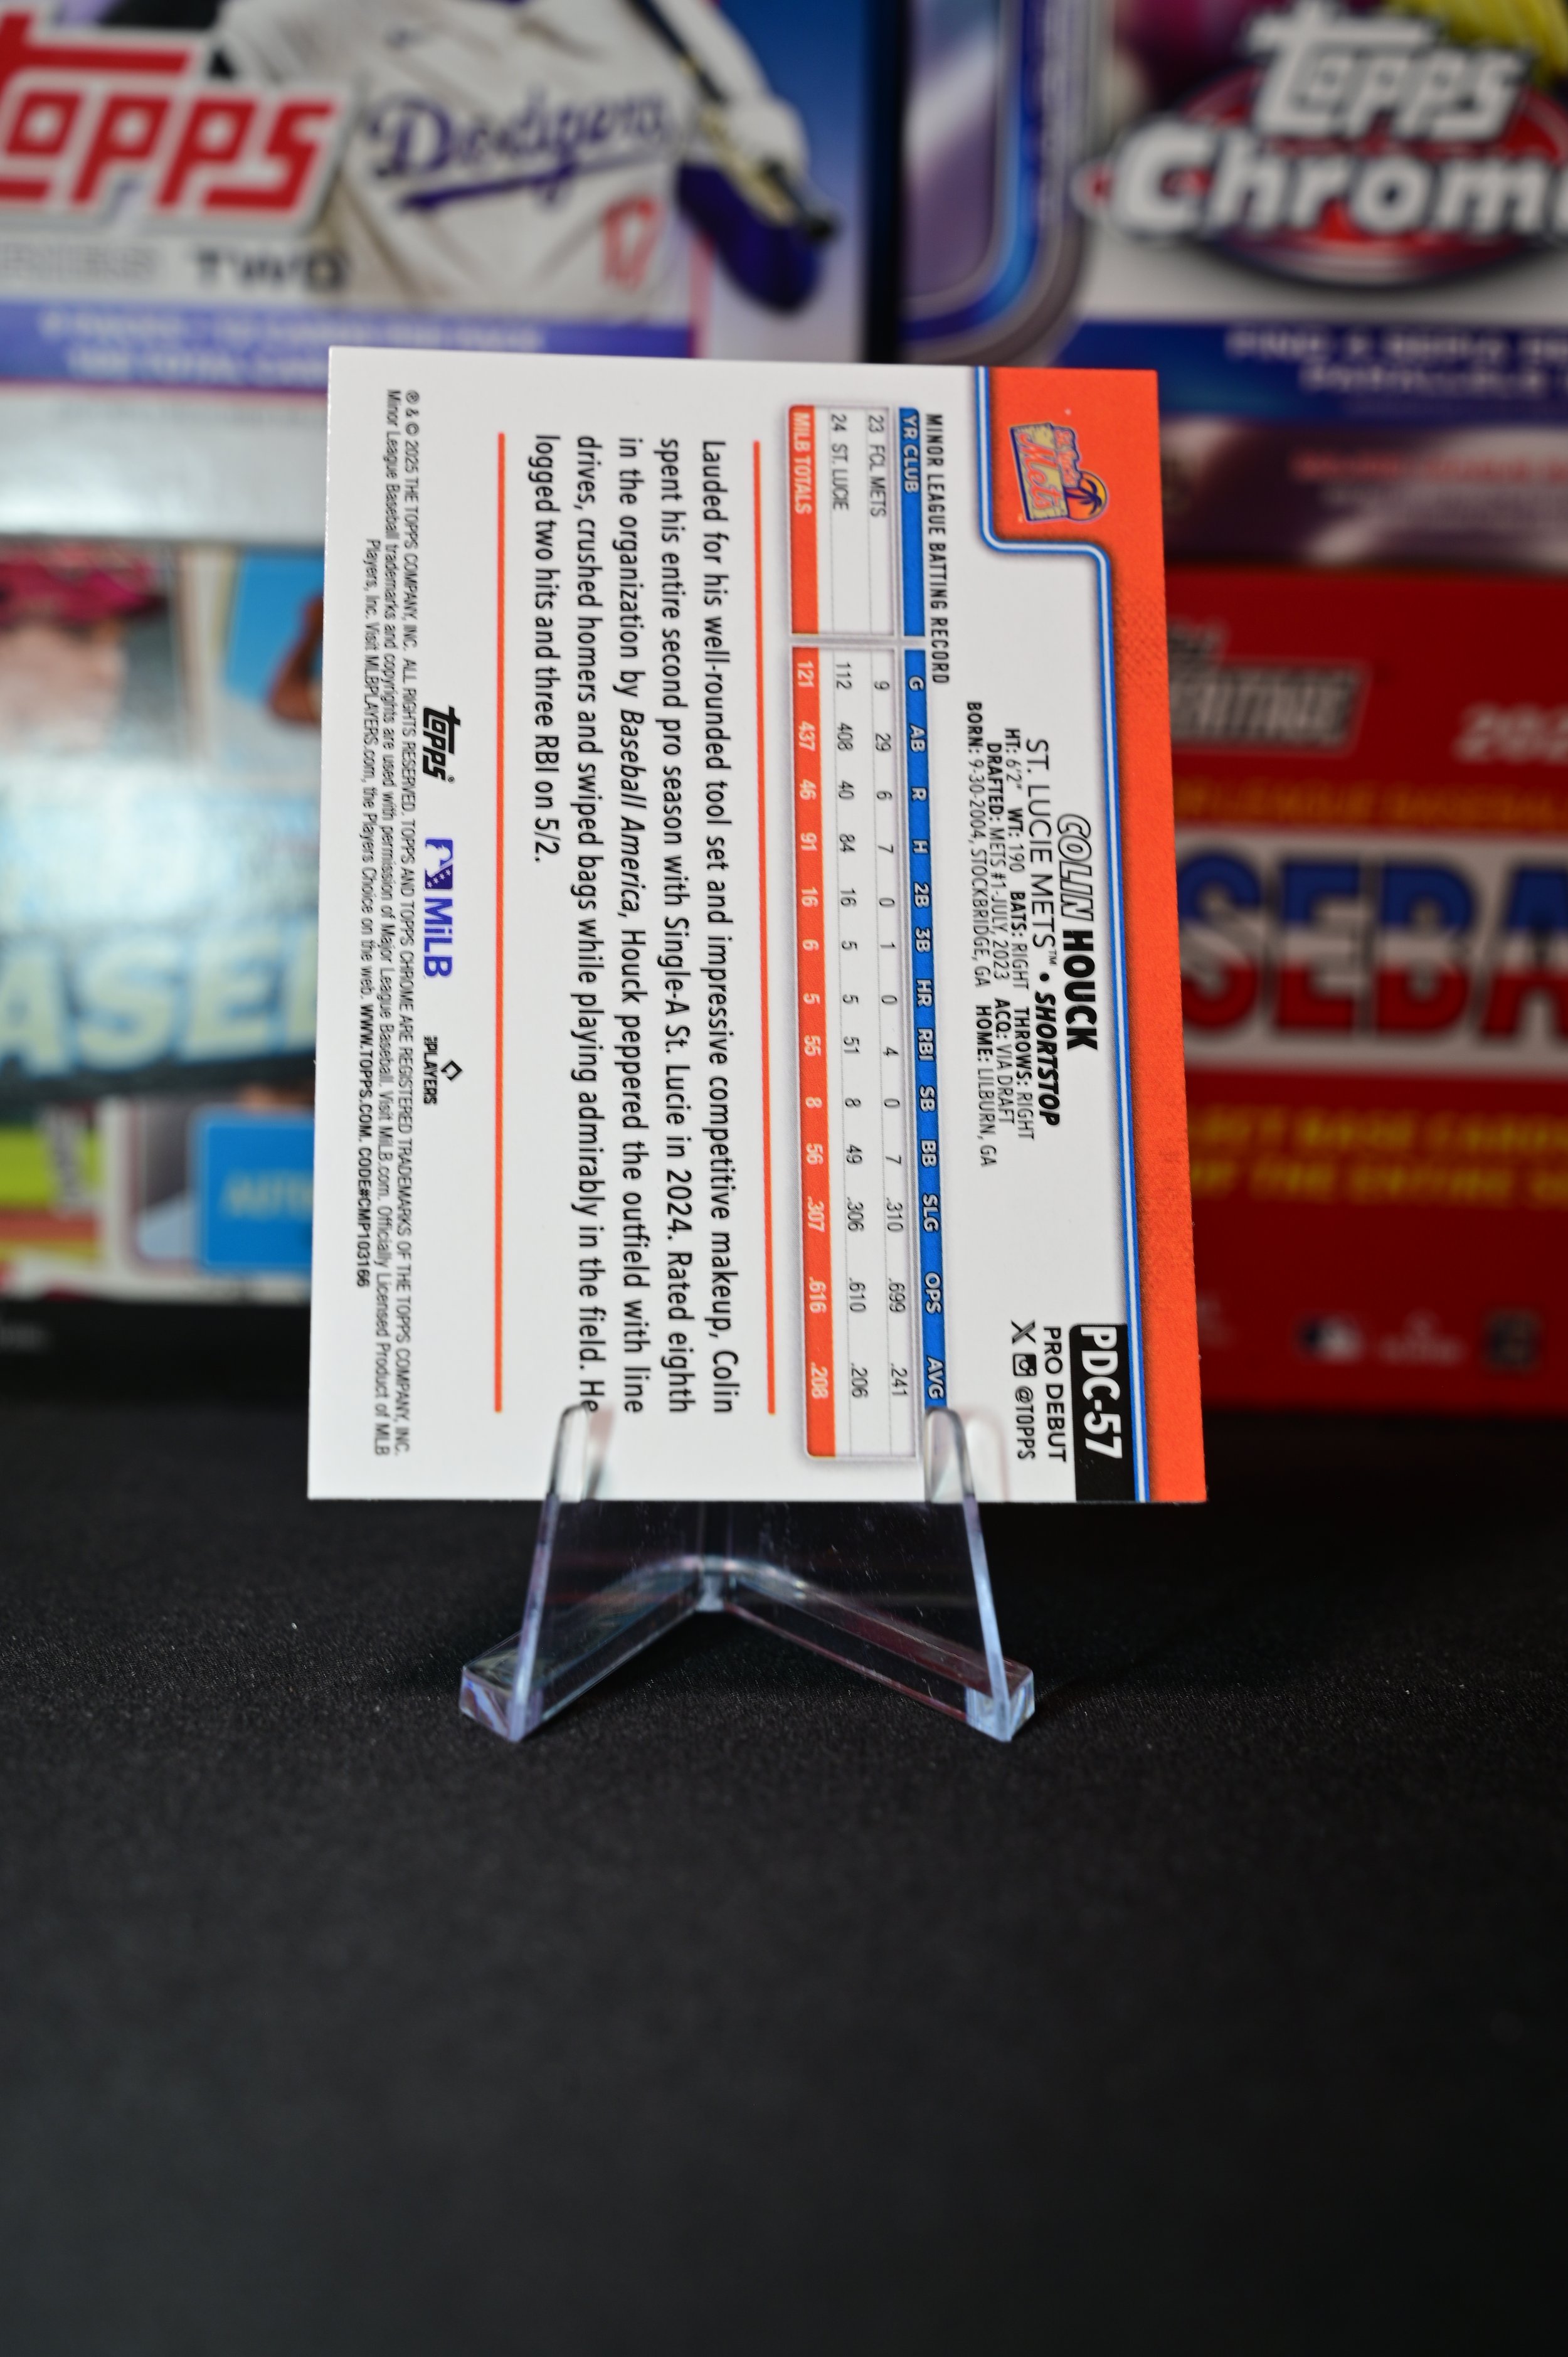 Topps
Dodgers
17
SERIES TWO
Topps
Chrome
HERITAGE
BASEBALL
PDC-57
PRO DEBUT
X @TOPPS
St. Lucie
Mets
COLIN HOUCK
ST. LUCIE METS™ • SHORTSTOP
HT: 6'2" WT: 190 BATS: RIGHT THROWS: RIGHT
DRAFTED: METS #1-JULY, 2023 ACQ: VIA DRAFT
BORN: 9-30-2004, STOCKBRIDGE, GA HOME: LILBURN, GA
MINOR LEAGUE BATTING RECORD
YR CLUB G AB R H 2B 3B HR RBI SB BB SLG OPS AVG
23 FCL METS 9 29 6 7 0 1 0 4 0 7 .310 .699 .241
24 ST. LUCIE 112 408 40 84 16 5 5 51 8 49 .306 .610 .206
MiLB TOTALS 121 437 46 91 16 6 5 55 8 56 .307 .616 .208
Lauded for his well-rounded tool set and impressive competitive makeup, Colin
spent his entire second pro season with Single-A St. Lucie in 2024. Rated eighth
in the organization by Baseball America, Houck peppered the outfield with line
drives, crushed homers and swiped bags while playing admirably in the field. He
logged two hits and three RBI on 5/2.
topps® MiLB MLB PLAYERS
® & © 2025 THE TOPPS COMPANY, INC. ALL RIGHTS RESERVED. TOPPS AND TOPPS CHROME ARE REGISTERED TRADEMARKS OF THE TOPPS COMPANY, INC.
Minor League Baseball trademarks and copyrights are used with permission of Major League Baseball. Visit MiLB.com. Officially Licensed Product of MLB
Players, Inc. Visit MLBPLAYERS.com, the Players Choice on the web. WWW.TOPPS.COM. CODE#CMP103166